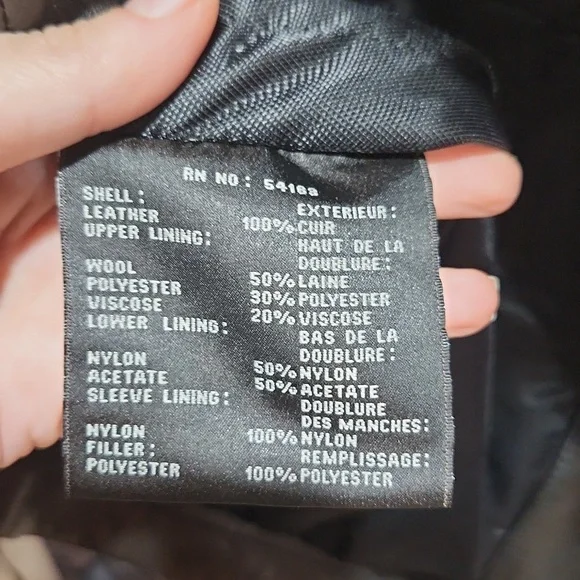 RN NO:
SHELL: EXTERIEUR:
LEATHER 100% CUIR
UPPER LINING: HAUT DE LA
DOUBLURE:
WOOL 50% LAINE
POLYESTER 30% POLYESTER
VISCOSE 20% VISCOSE
LOWER LINING: BAS DE LA
DOUBLURE:
NYLON 50% NYLON
ACETATE 50% ACETATE
SLEEVE LINING: DOUBLURE
DES MANCHES:
NYLON 100% NYLON
FILLER: REMPLISSAGE:
POLYESTER 100% POLYESTER